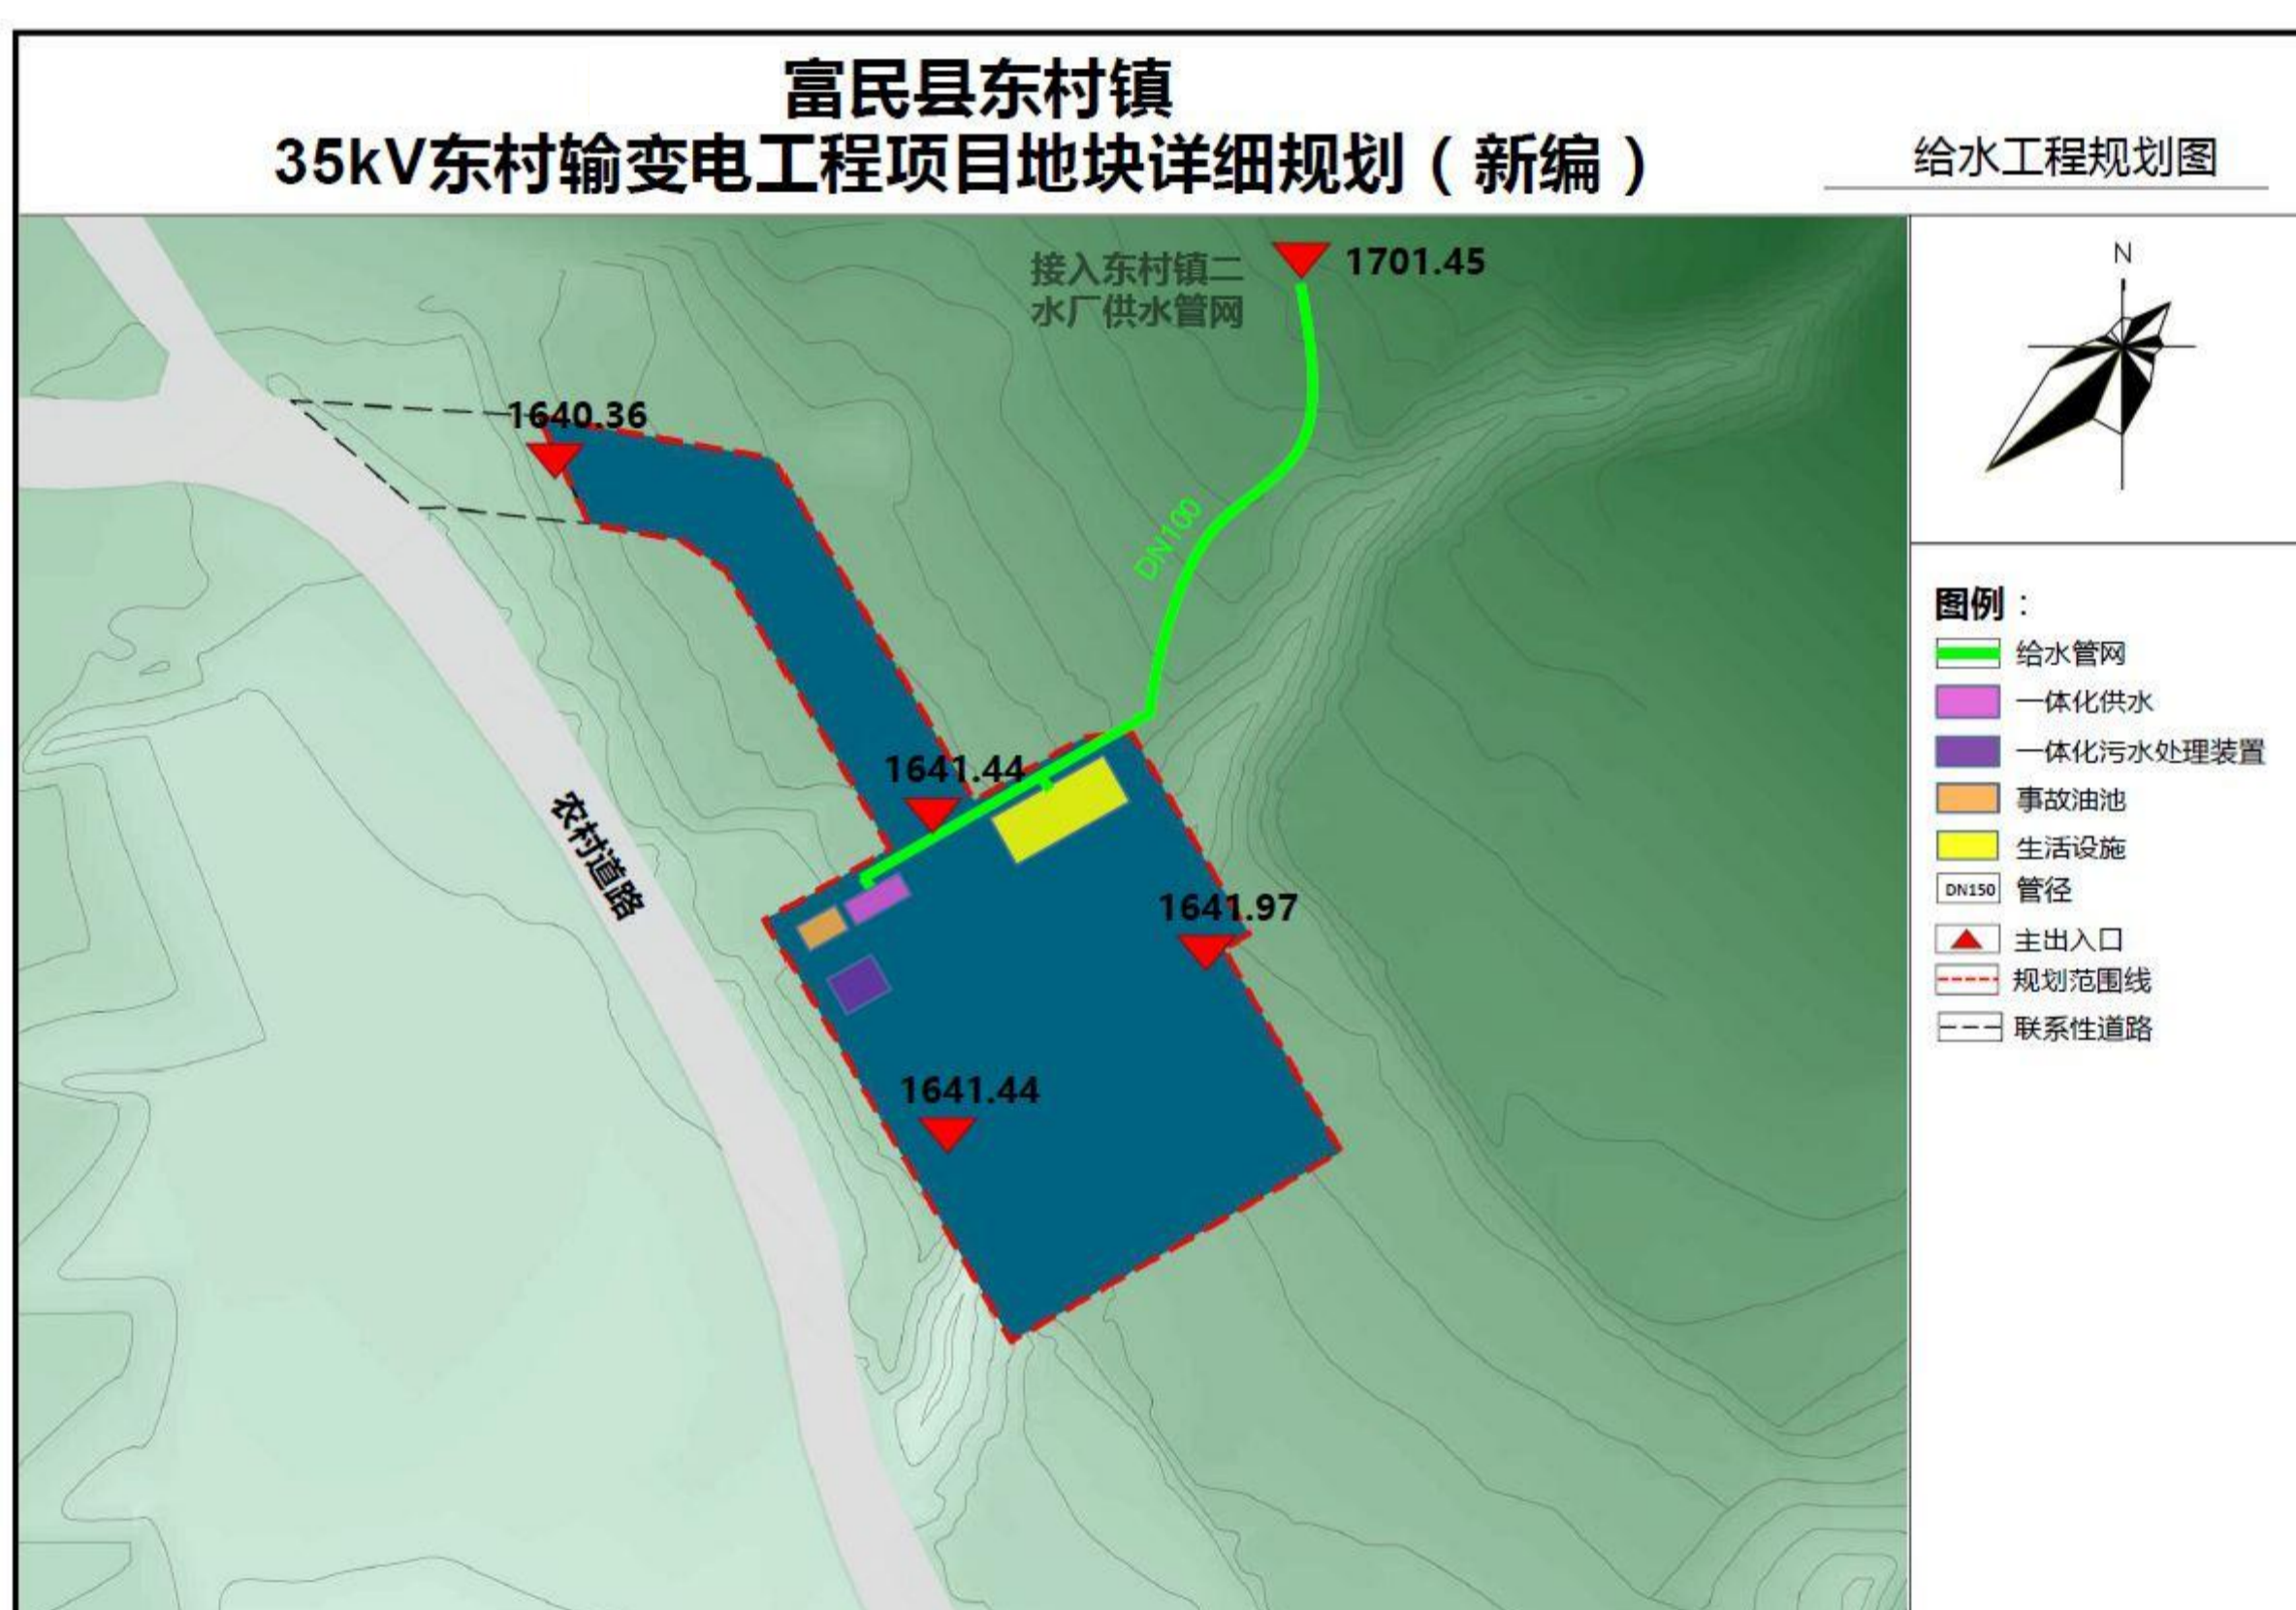 富民县东村镇
35kV东村输变电工程项目地块详细规划（新编）
给水工程规划图
接入东村镇二
水厂供水管网
1701.45
1640.36
DN100
1641.44
农村道路
1641.97
1641.44
N
图例：
给水管网
一体化供水
一体化污水处理装置
事故油池
生活设施
DN150 管径
主出入口
规划范围线
联系性道路